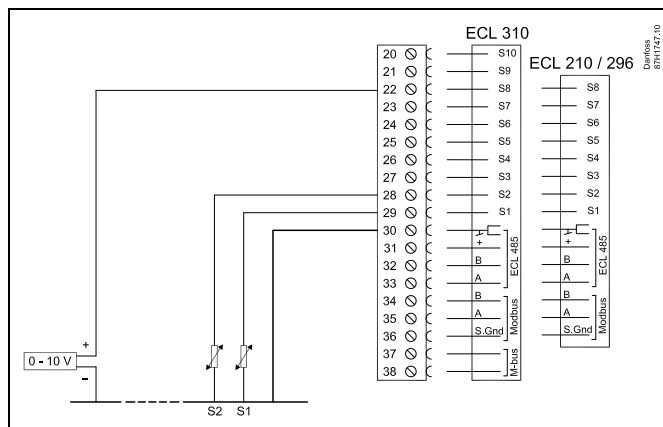 ECL 310
ECL 210 / 296
Danfoss
87H1747.10
20 S10
21 S9
22 S8 S8
23 S7 S7
24 S6 S6
25 S5 S5
26 S4 S4
27 S3 S3
28 S2 S2
29 S1 S1
30
31 + +
32 B B
33 A A
ECL 485 ECL 485
34 B B
35 A A
36 S.Gnd S.Gnd
Modbus Modbus
37
38
M-bus
+
0 - 10 V
−
S2 S1